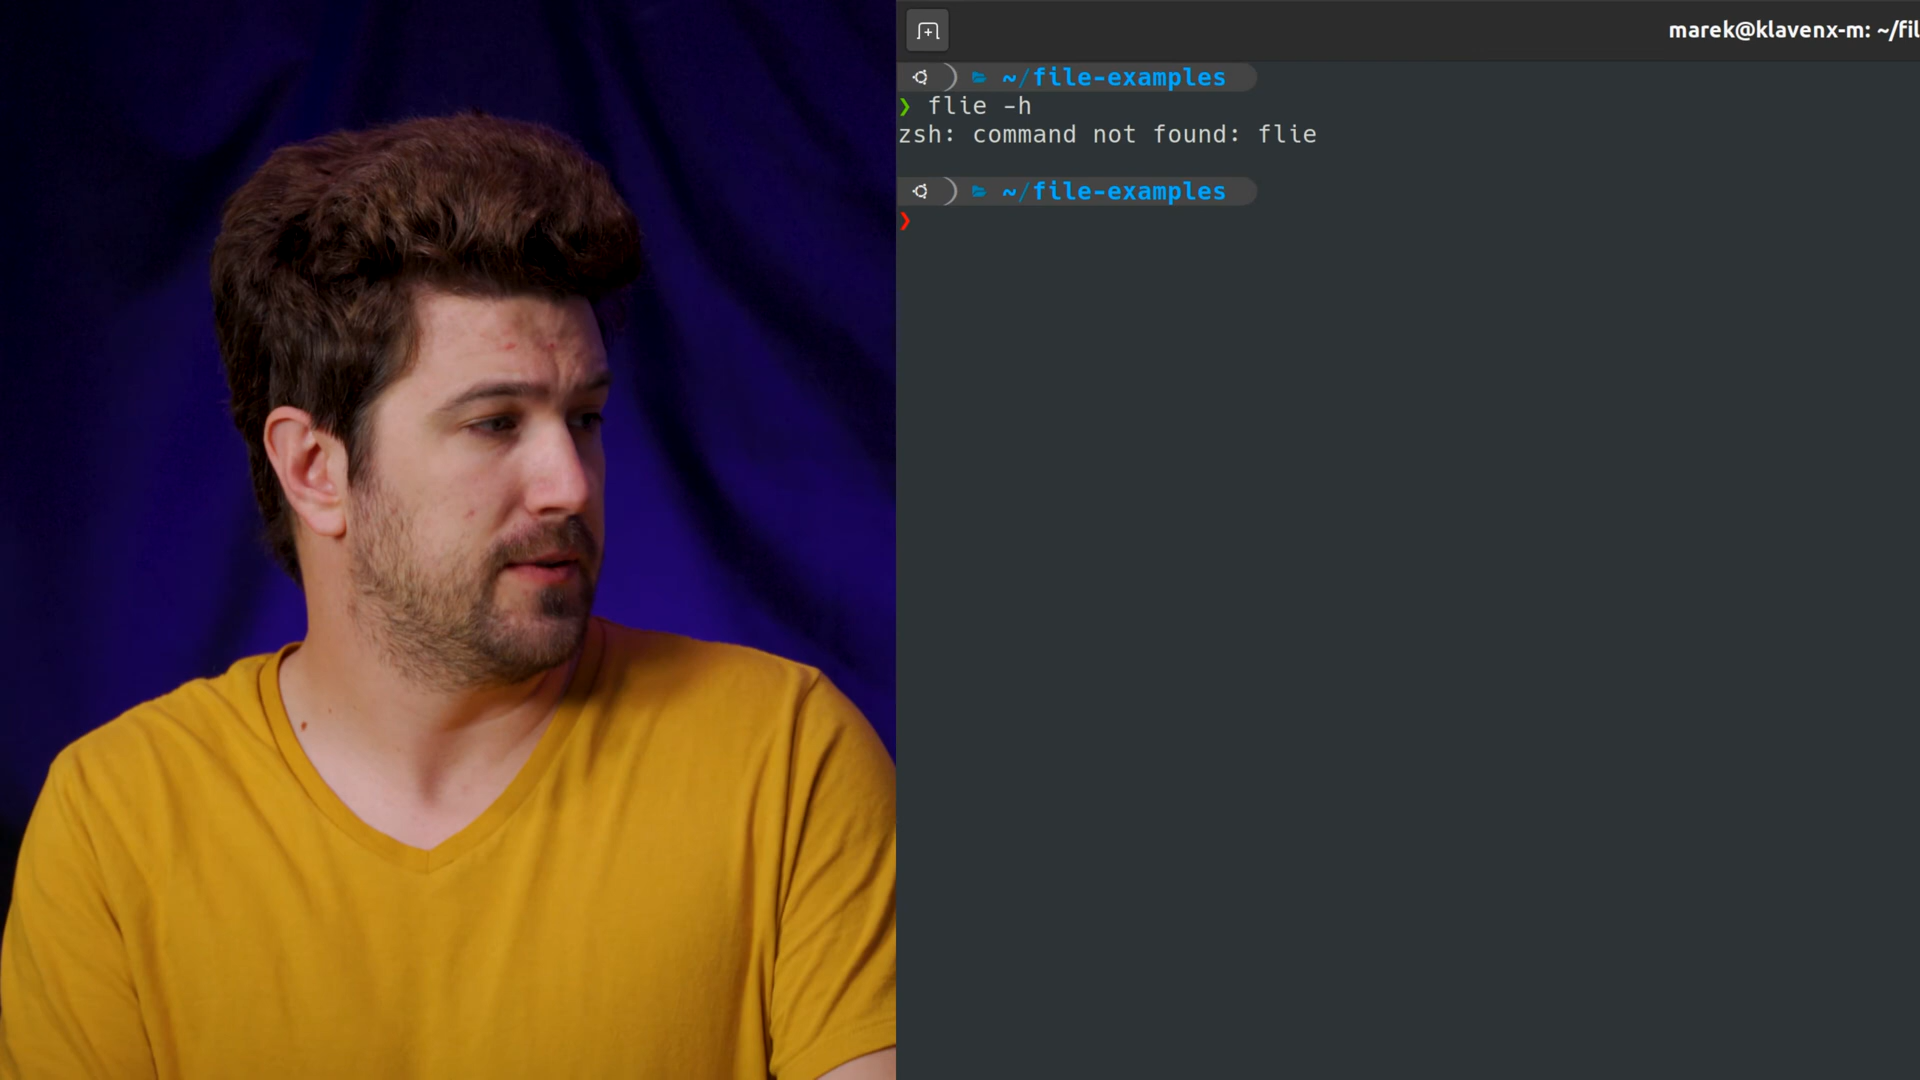 marek@klavenx-m: ~/fil
~/file-examples
❯ flie -h
zsh: command not found: flie
~/file-examples
❯